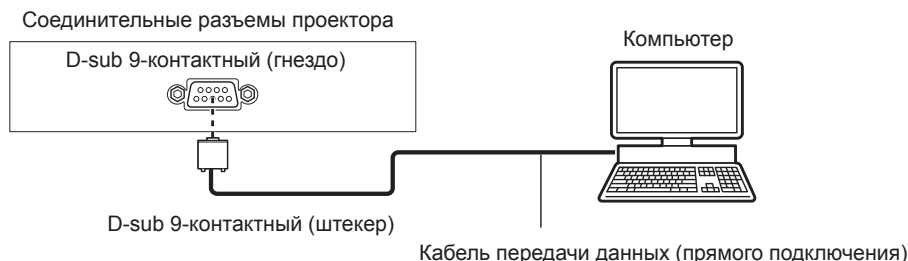 Соединительные разъемы проектора
D-sub 9-контактный (гнездо)
Компьютер
D-sub 9-контактный (штекер)
Кабель передачи данных (прямого подключения)